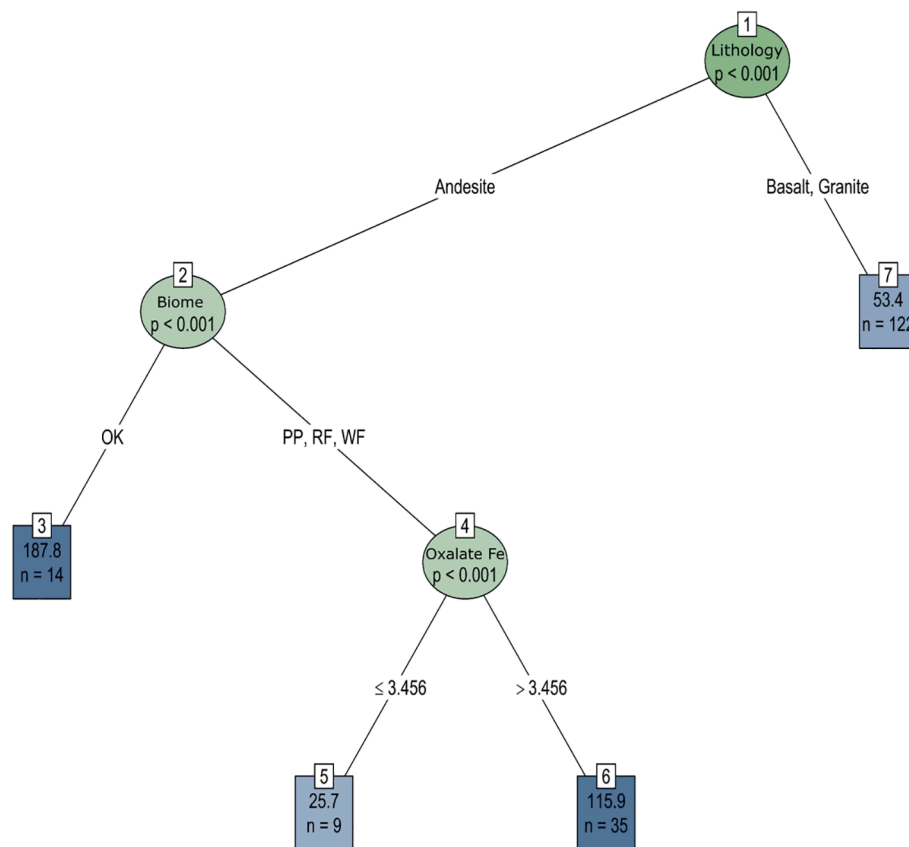 1
Lithology
p < 0.001
Andesite
Basalt, Granite
2
Biome
p < 0.001
7
53.4
n = 122
OK
PP, RF, WF
3
187.8
n = 14
4
Oxalate Fe
p < 0.001
≤ 3.456
> 3.456
5
25.7
n = 9
6
115.9
n = 35